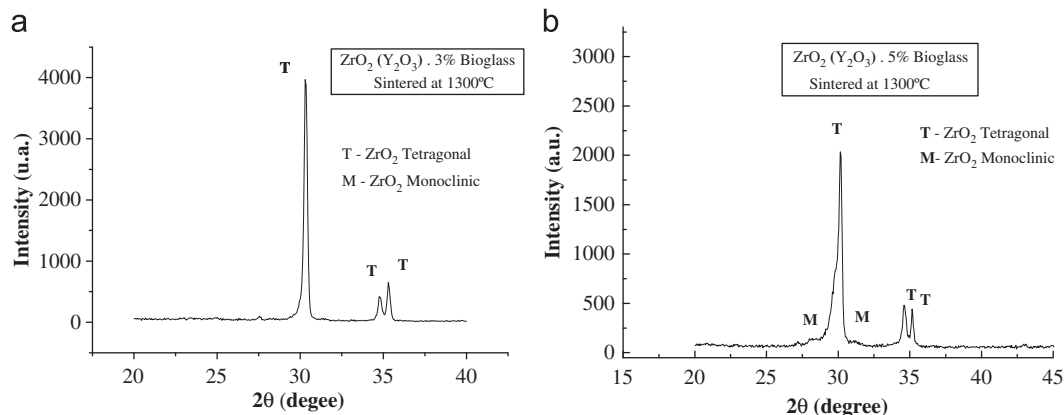 a
ZrO2 (Y2O3) . 3% Bioglass
Sintered at 1300ºC
T
T - ZrO2 Tetragonal
M - ZrO2 Monoclinic
T T
4000
3000
2000
1000
0
Intensity (u.a.)
20 25 30 35 40
2θ (degee)
b
ZrO2 (Y2O3) . 5% Bioglass
Sintered at 1300ºC
T
T - ZrO2 Tetragonal
M- ZrO2 Monoclinic
M M T T
3000
2500
2000
1500
1000
500
0
Intensity (a.u.)
15 20 25 30 35 40 45
2θ (degree)